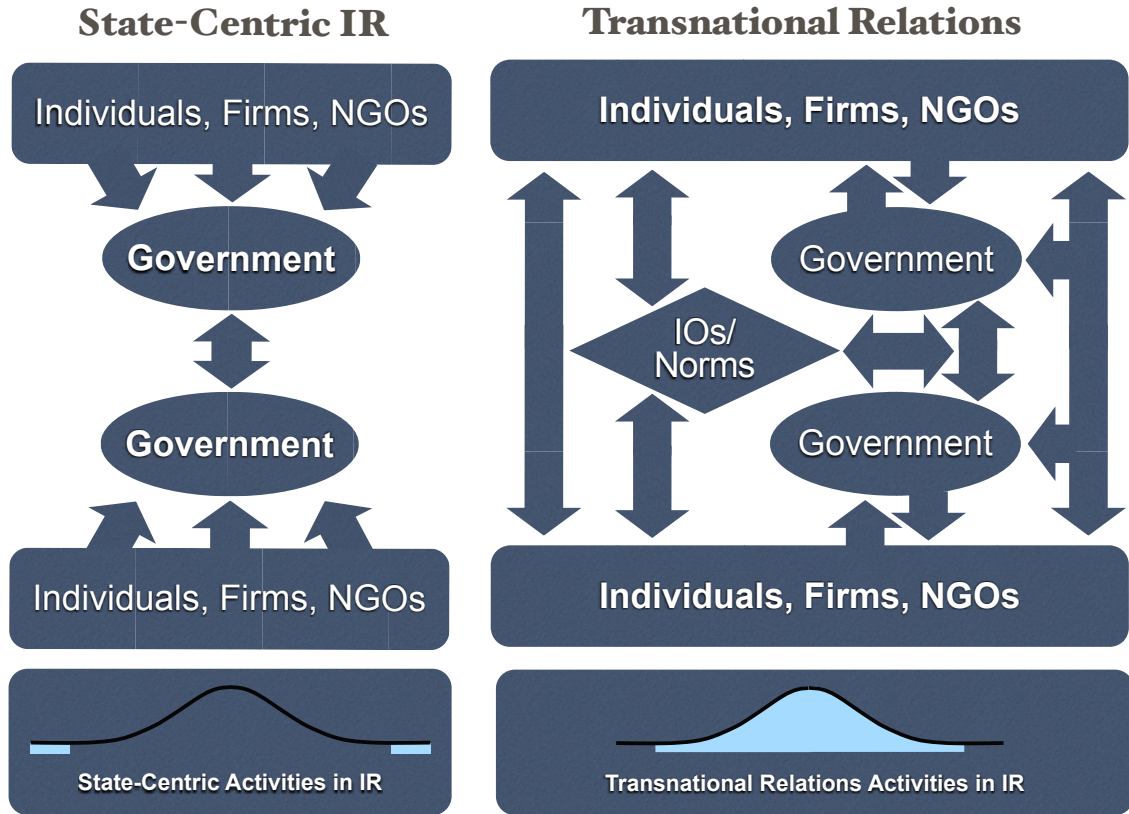 State-Centric IR
Individuals, Firms, NGOs
Government
Government
Individuals, Firms, NGOs
State-Centric Activities in IR
Transnational Relations
Individuals, Firms, NGOs
Government
IOs/
Norms
Government
Individuals, Firms, NGOs
Transnational Relations Activities in IR